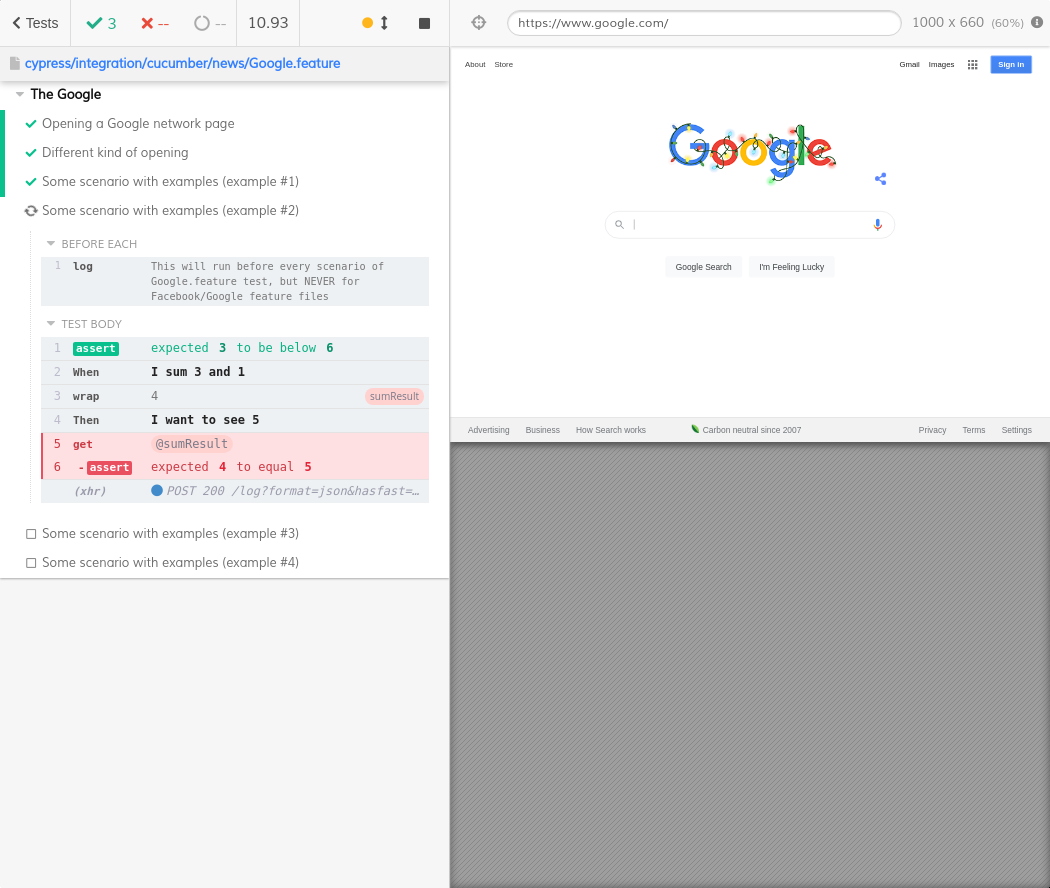 Tests 3 -- -- 10.93
https://www.google.com/ 1000 x 660 (60%)
cypress/integration/cucumber/news/Google.feature
The Google
Opening a Google network page
Different kind of opening
Some scenario with examples (example #1)
Some scenario with examples (example #2)
BEFORE EACH
1 log This will run before every scenario of
Google.feature test, but NEVER for
Facebook/Google feature files
TEST BODY
1 assert expected 3 to be below 6
2 When I sum 3 and 1
3 wrap 4 sumResult
4 Then I want to see 5
5 get @sumResult
6 -assert expected 4 to equal 5
(xhr) POST 200 /log?format=json&hasfast=…
Some scenario with examples (example #3)
Some scenario with examples (example #4)
About Store
Gmail Images Sign in
Google
Google Search I'm Feeling Lucky
Advertising Business How Search works Carbon neutral since 2007 Privacy Terms Settings